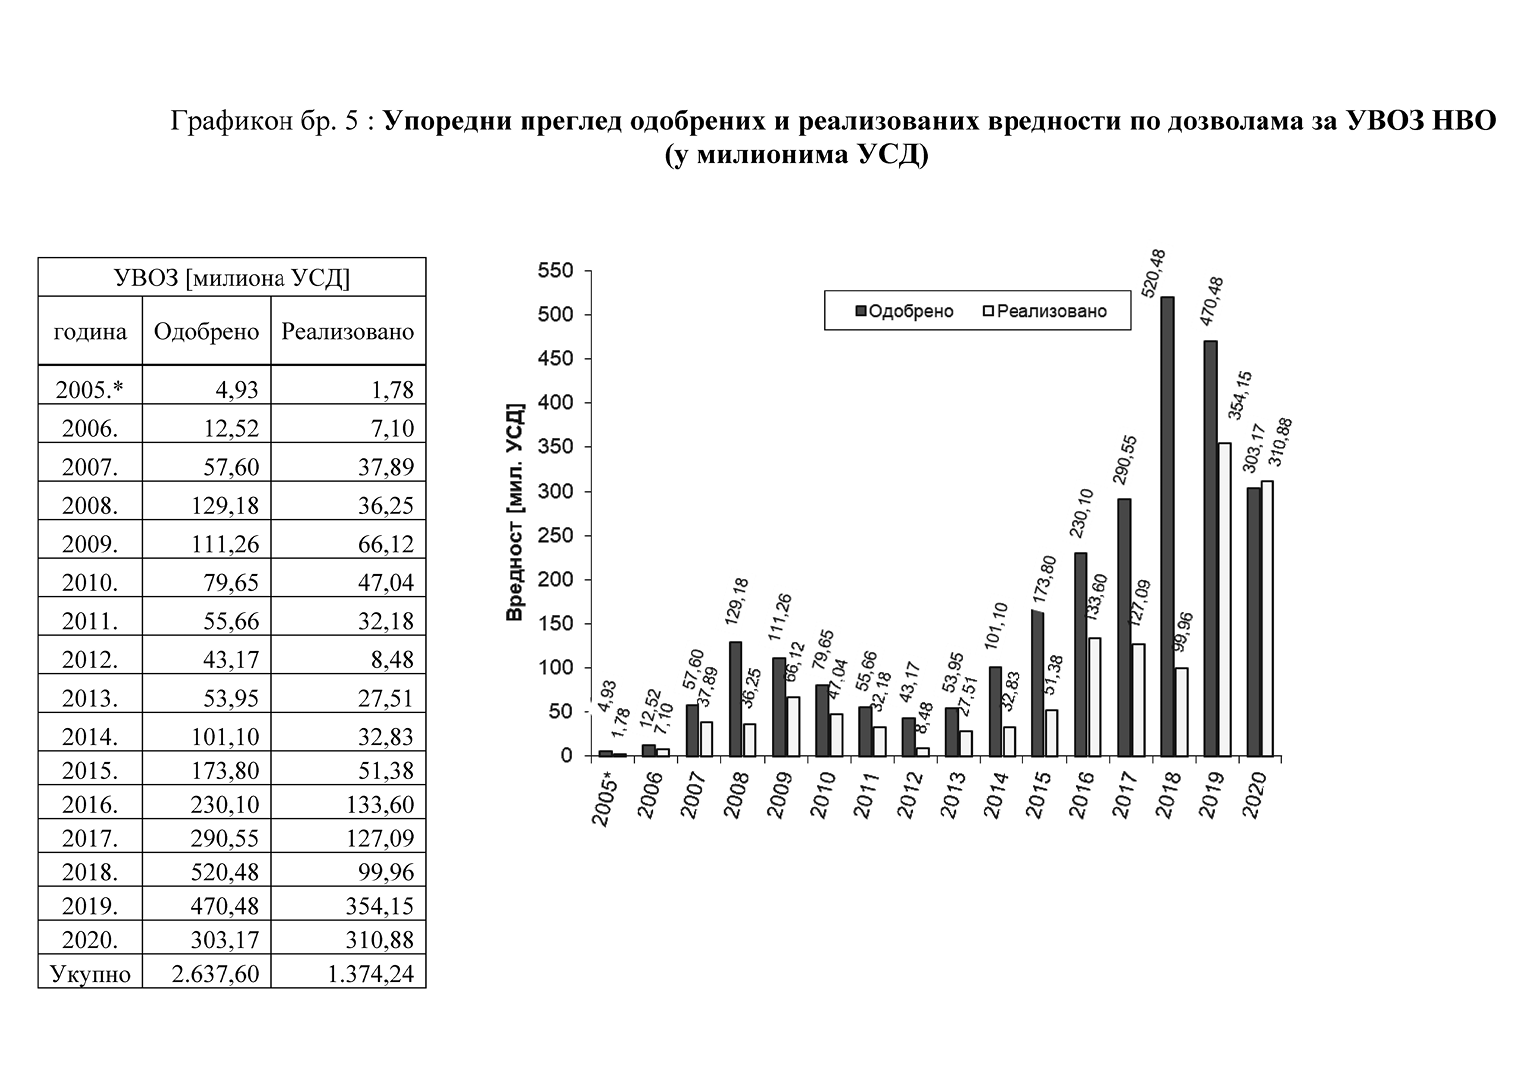 Графикон бр. 5 : Упоредни преглед одобрених и реализованих вредности по дозволама за УВОЗ НВО
(у милионима УСД)
УВОЗ [милиона УСД]
година Одобрено Реализовано
2005.* 4,93 1,78
2006. 12,52 7,10
2007. 57,60 37,89
2008. 129,18 36,25
2009. 111,26 66,12
2010. 79,65 47,04
2011. 55,66 32,18
2012. 43,17 8,48
2013. 53,95 27,51
2014. 101,10 32,83
2015. 173,80 51,38
2016. 230,10 133,60
2017. 290,55 127,09
2018. 520,48 99,96
2019. 470,48 354,15
2020. 303,17 310,88
Укупно 2.637,60 1.374,24
Вредност [мил. УСД]
550
500
450
400
350
300
250
200
150
100
50
0
Одобрено Реализовано
4,93
1,78
12,52
7,10
57,60
37,89
129,18
36,25
111,26
66,12
79,65
47,04
55,66
32,18
43,17
8,48
53,95
27,51
101,10
32,83
173,80
51,38
230,10
133,60
290,55
127,09
520,48
99,96
470,48
354,15
303,17
310,88
2005* 2006 2007 2008 2009 2010 2011 2012 2013 2014 2015 2016 2017 2018 2019 2020